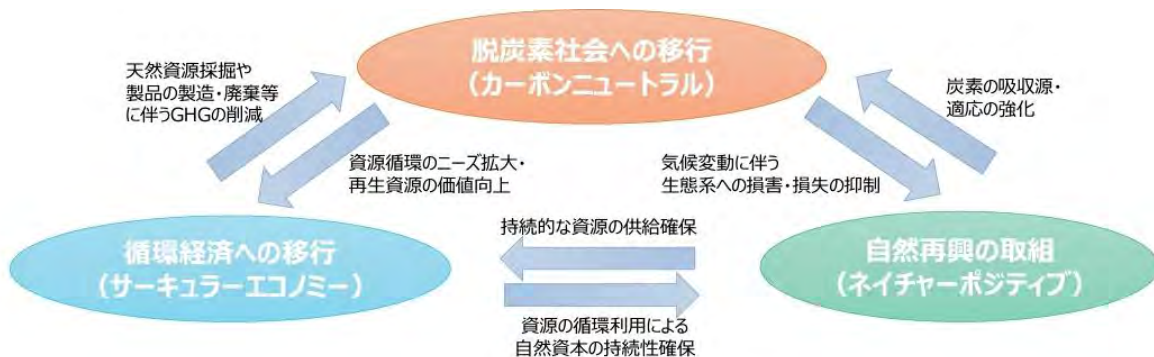 脱炭素社会への移行
(カーボンニュートラル)
天然資源採掘や
製品の製造・廃棄等
に伴うGHGの削減
炭素の吸収源・
適応の強化
資源循環のニーズ拡大・
再生資源の価値向上
気候変動に伴う
生態系への損害・損失の抑制
循環経済への移行
(サーキュラーエコノミー)
持続的な資源の供給確保
自然再興の取組
(ネイチャーポジティブ)
資源の循環利用による
自然資本の持続性確保